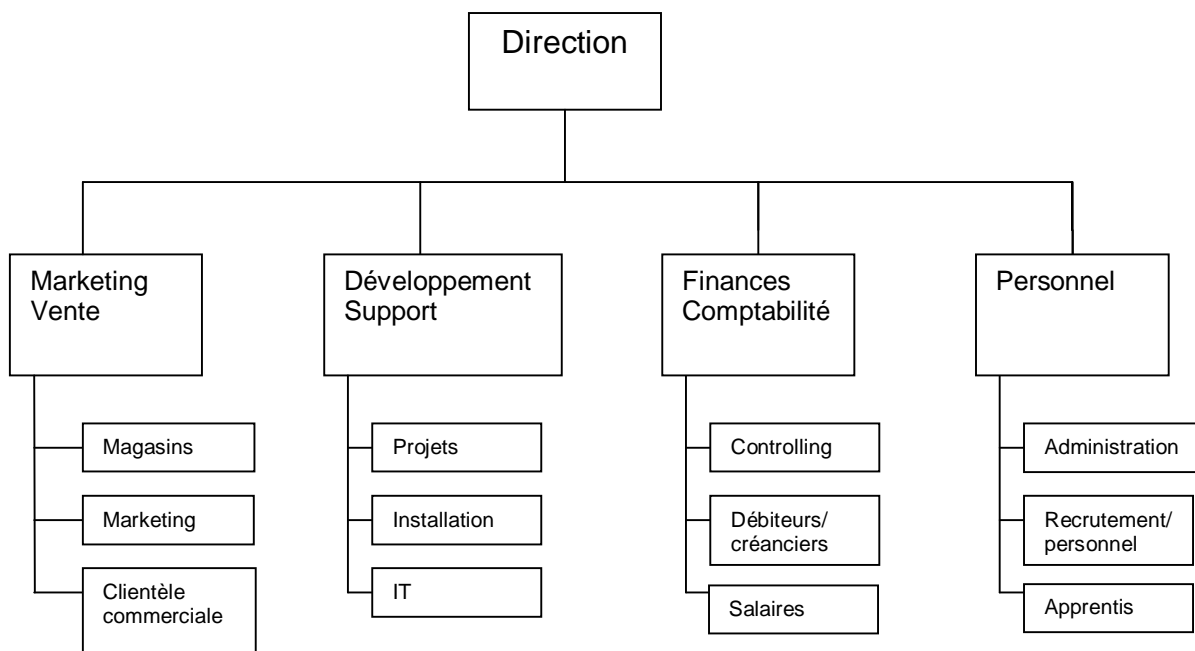 Direction
Marketing
Vente
Développement
Support
Finances
Comptabilité
Personnel
Magasins
Marketing
Clientèle
commerciale
Projets
Installation
IT
Controlling
Débiteurs/
créanciers
Salaires
Administration
Recrutement/
personnel
Apprentis